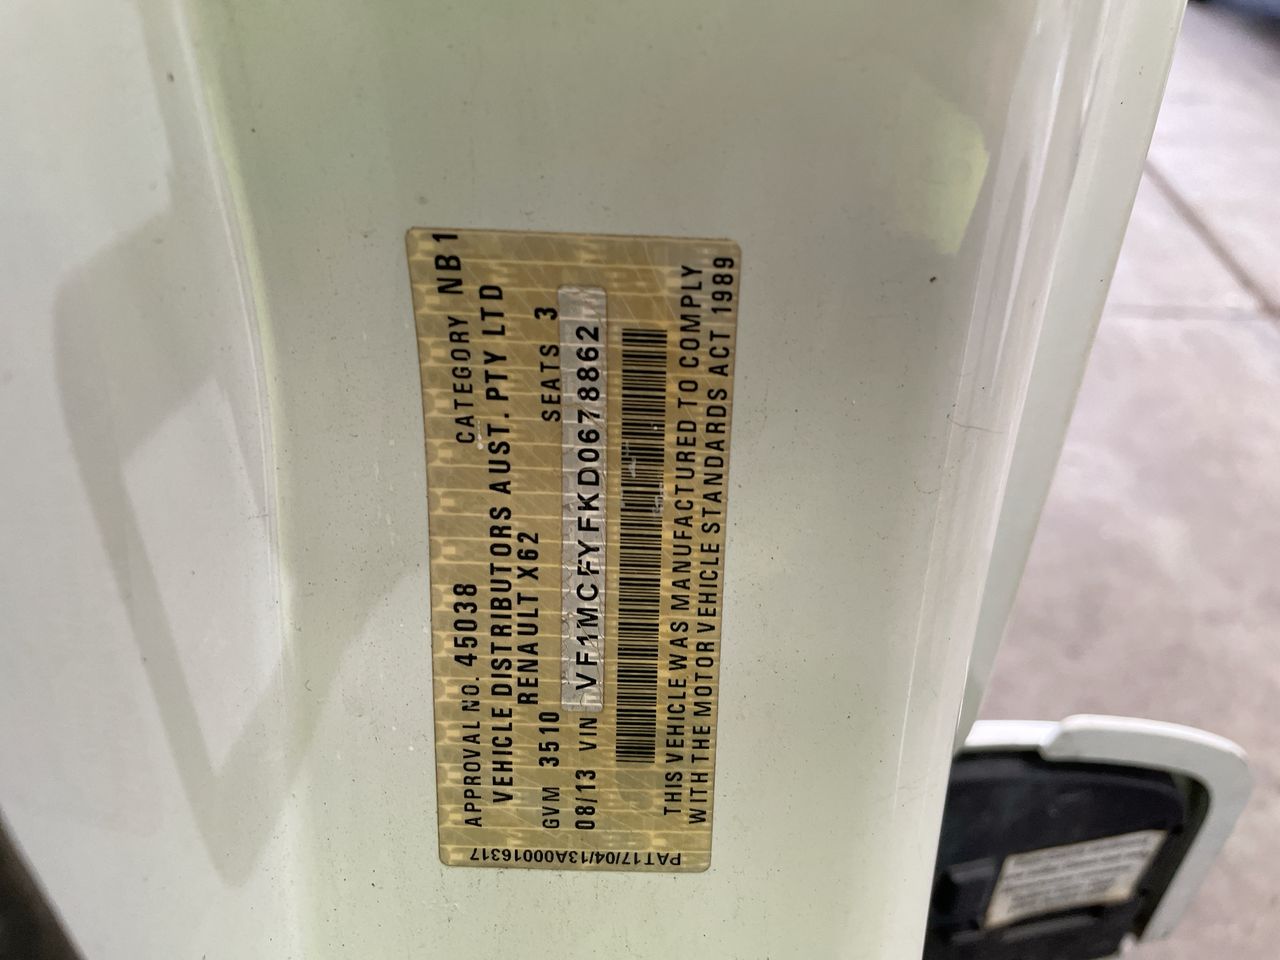 APPROVAL NO. 45038 CATEGORY NB1
VEHICLE DISTRIBUTORS AUST. PTY LTD
RENAULT X62
GVM 3510 SEATS 3
08/13 VIN VF1MCFYFKD0678862
THIS VEHICLE WAS MANUFACTURED TO COMPLY
WITH THE MOTOR VEHICLE STANDARDS ACT 1989
PAT17/04/13A00016317